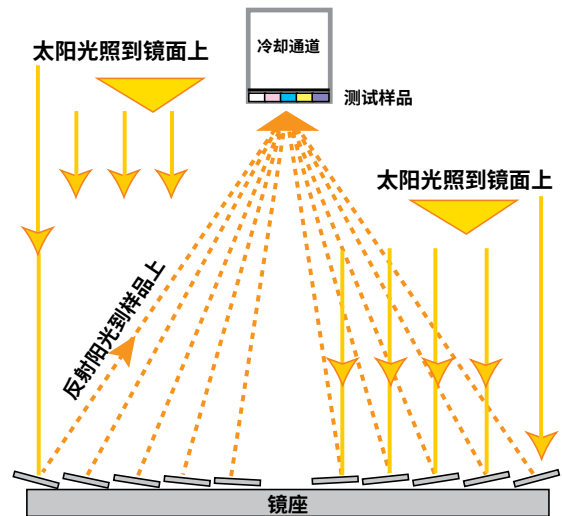 冷却通道
太阳光照到镜面上
测试样品
太阳光照到镜面上
反射阳光到样品上
镜座